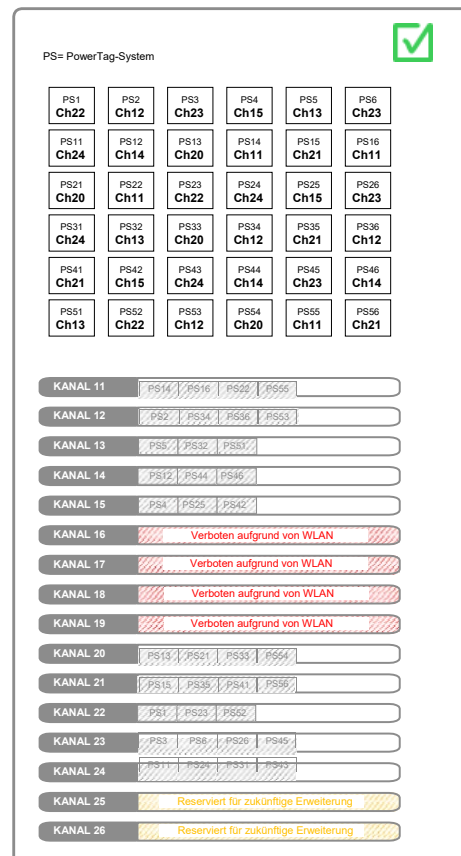 PS= PowerTag-System
PS1 PS2 PS3 PS4 PS5 PS6
Ch22 Ch12 Ch23 Ch15 Ch13 Ch23
PS11 PS12 PS13 PS14 PS15 PS16
Ch24 Ch14 Ch20 Ch11 Ch21 Ch11
PS21 PS22 PS23 PS24 PS25 PS26
Ch20 Ch11 Ch22 Ch24 Ch15 Ch23
PS31 PS32 PS33 PS34 PS35 PS36
Ch24 Ch13 Ch20 Ch12 Ch21 Ch12
PS41 PS42 PS43 PS44 PS45 PS46
Ch21 Ch15 Ch24 Ch14 Ch23 Ch14
PS51 PS52 PS53 PS54 PS55 PS56
Ch13 Ch22 Ch12 Ch20 Ch11 Ch21
KANAL 11 PS14 PS16 PS22 PS55
KANAL 12 PS2 PS34 PS36 PS53
KANAL 13 PS5 PS32 PS51
KANAL 14 PS12 PS44 PS46
KANAL 15 PS4 PS25 PS42
KANAL 16 Verboten aufgrund von WLAN
KANAL 17 Verboten aufgrund von WLAN
KANAL 18 Verboten aufgrund von WLAN
KANAL 19 Verboten aufgrund von WLAN
KANAL 20 PS13 PS21 PS33 PS54
KANAL 21 PS15 PS35 PS41 PS56
KANAL 22 PS1 PS23 PS52
KANAL 23 PS3 PS6 PS26 PS45
KANAL 24 PS11 PS24 PS31 PS43
KANAL 25 Reserviert für zukünftige Erweiterung
KANAL 26 Reserviert für zukünftige Erweiterung